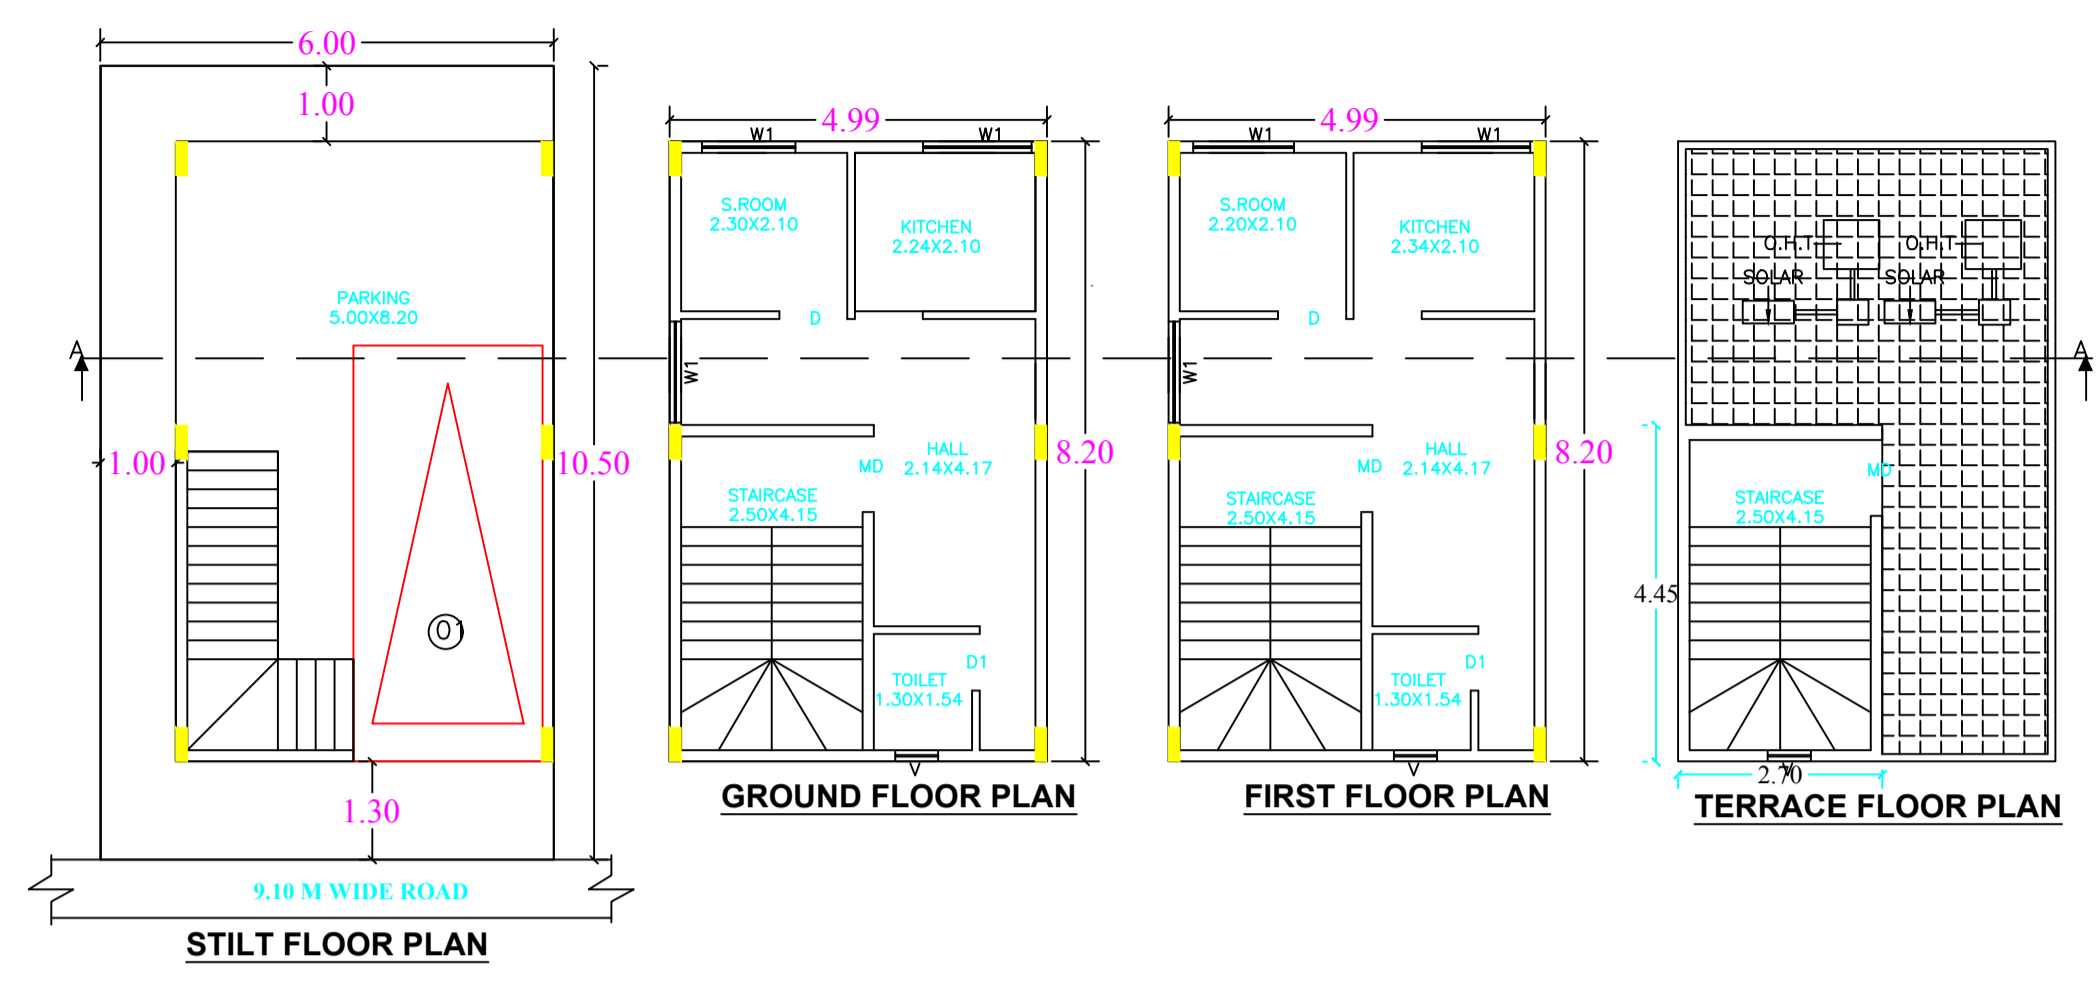 6.00
1.00
PARKING
5.00X8.20
A
1.00
10.50
01
1.30
9.10 M WIDE ROAD
STILT FLOOR PLAN
4.99
W1
W1
S.ROOM
2.30X2.10
KITCHEN
2.24X2.10
D
W1
HALL
2.14X4.17
MD
8.20
STAIRCASE
2.50X4.15
D1
TOILET
1.30X1.54
V
GROUND FLOOR PLAN
4.99
W1
W1
S.ROOM
2.20X2.10
KITCHEN
2.34X2.10
D
W1
HALL
2.14X4.17
MD
8.20
STAIRCASE
2.50X4.15
D1
TOILET
1.30X1.54
V
FIRST FLOOR PLAN
O.H.T
O.H.T
SOLAR
SOLAR
A
MD
STAIRCASE
2.50X4.15
4.45
V
2.70
TERRACE FLOOR PLAN